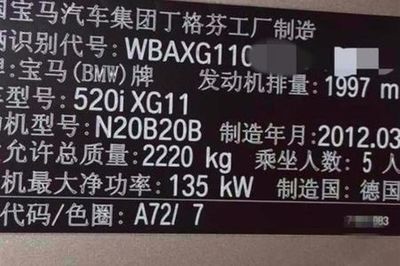 国宝马汽车集团丁格芬工厂制造
辆识别代号: WBAXG110
宝马(BMW)牌 发动机排量: 1997 m
型号: 520i XG11
机型号: N20B20B 制造年月: 2012.03
允许总质量: 2220 kg 乘坐人数: 5 人
机最大净功率: 135 kW 制造国: 德国
代码/色圈: A72/ 7